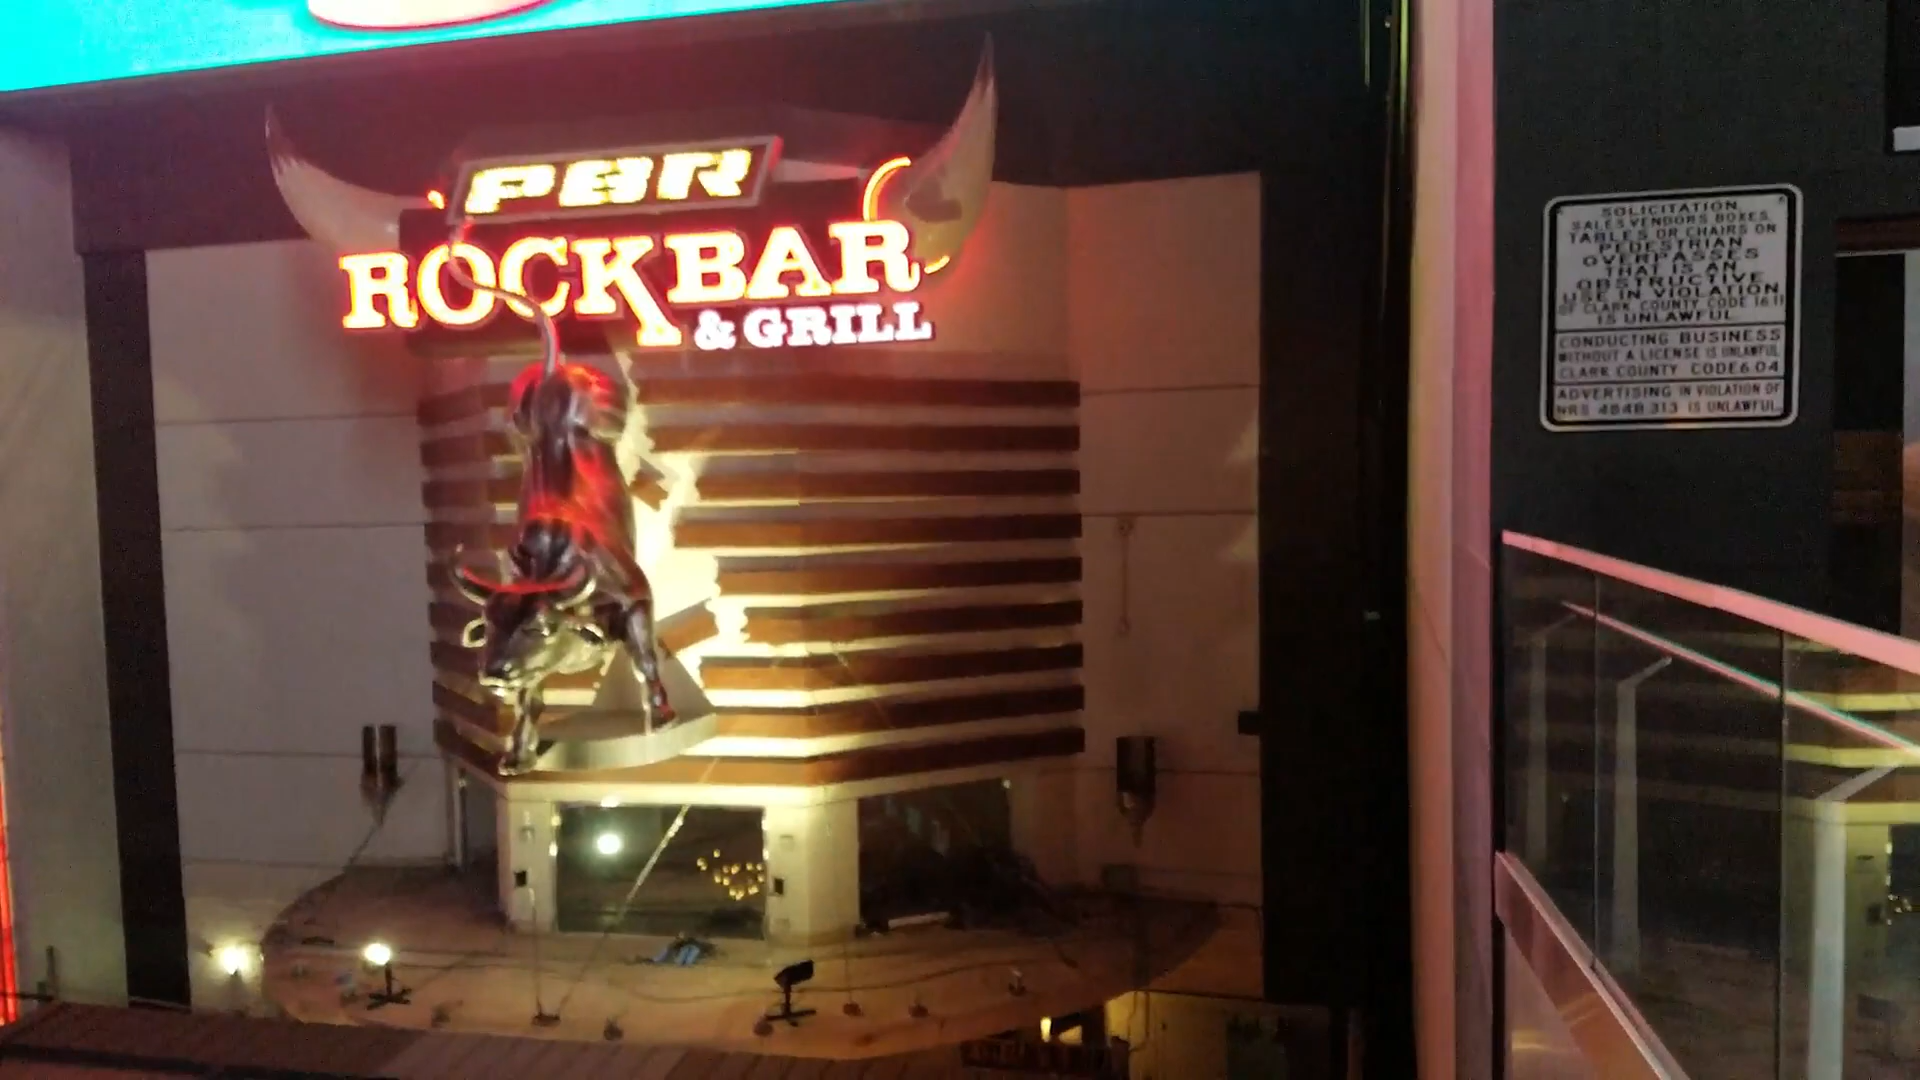 PBR
ROCKBAR
& GRILL
SOLICITATION,
SALES VENDORS BOXES,
TABLES OR CHAIRS ON
PEDESTRIAN
OVERPASSES
THAT IS AN
OBSTRUCTIVE
USE IN VIOLATION
OF CLARK COUNTY CODE 16.11
IS UNLAWFUL.
CONDUCTING BUSINESS
WITHOUT A LICENSE IS UNLAWFUL
CLARK COUNTY CODE 6.04
ADVERTISING IN VIOLATION OF
NRS 484B.313 IS UNLAWFUL.